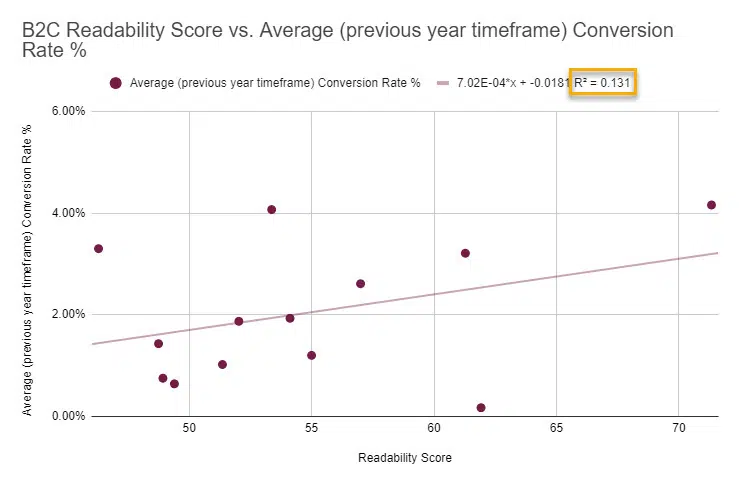 B2C Readability Score vs. Average (previous year timeframe) Conversion
Rate %
Average (previous year timeframe) Conversion Rate %
7.02E-04*x + -0.0181 R² = 0.131
6.00%
4.00%
2.00%
0.00%
Average (previous year timeframe) Conversion Rate %
50 55 60 65 70
Readability Score